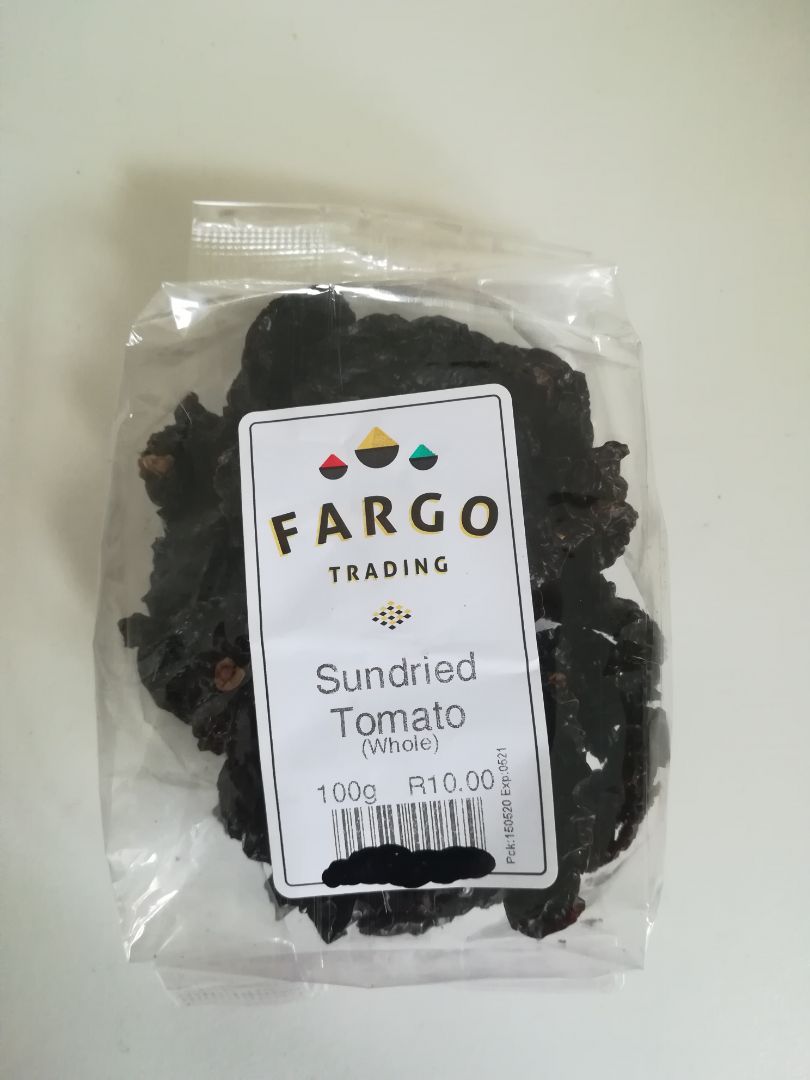 FARGO
TRADING
Sundried
Tomato
(Whole)
100g R10.00
Pck:150520 Exp:0521